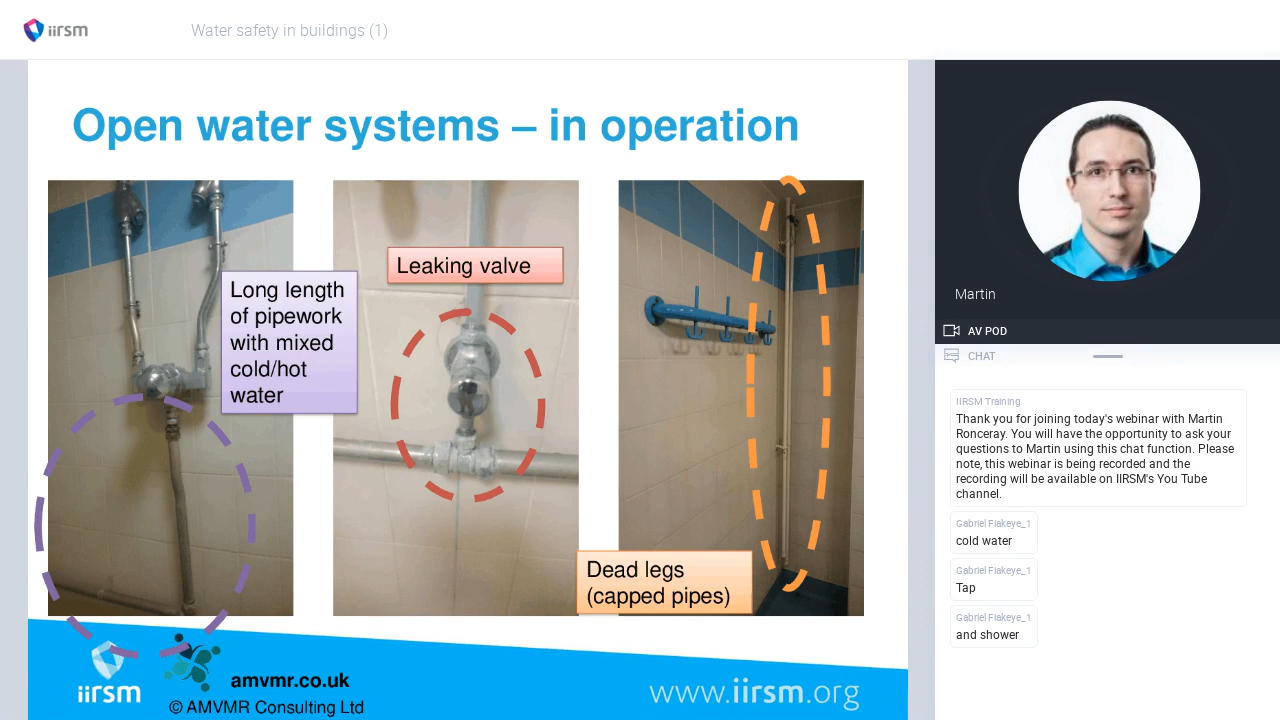 iirsm
Water safety in buildings (1)
Open water systems – in operation
Long length
of pipework
with mixed
cold/hot
water
Leaking valve
Dead legs
(capped pipes)
iirsm
amvmr.co.uk
© AMVMR Consulting Ltd
www.iirsm.org
Martin
AV POD
CHAT
IIRSM Training
Thank you for joining today's webinar with Martin
Ronceray. You will have the opportunity to ask your
questions to Martin using this chat function. Please
note, this webinar is being recorded and the
recording will be available on IIRSM's You Tube
channel.
Gabriel Fiakeye_1
cold water
Gabriel Fiakeye_1
Tap
Gabriel Fiakeye_1
and shower